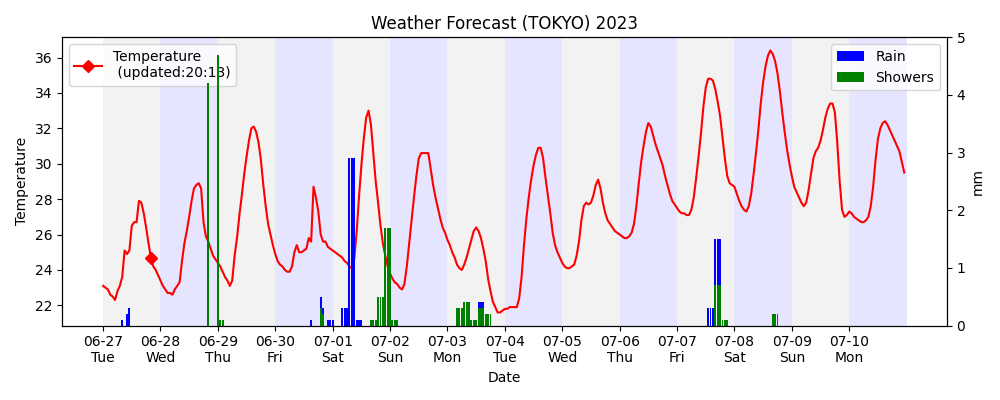 Weather Forecast (TOKYO) 2023
Temperature
(updated:20:13)
Rain
Showers
36
34
32
30
28
26
24
22
Temperature
5
4
3
2
1
0
mm
06-27 06-28 06-29 06-30 07-01 07-02 07-03 07-04 07-05 07-06 07-07 07-08 07-09 07-10
Tue Wed Thu Fri Sat Sun Mon Tue Wed Thu Fri Sat Sun Mon
Date